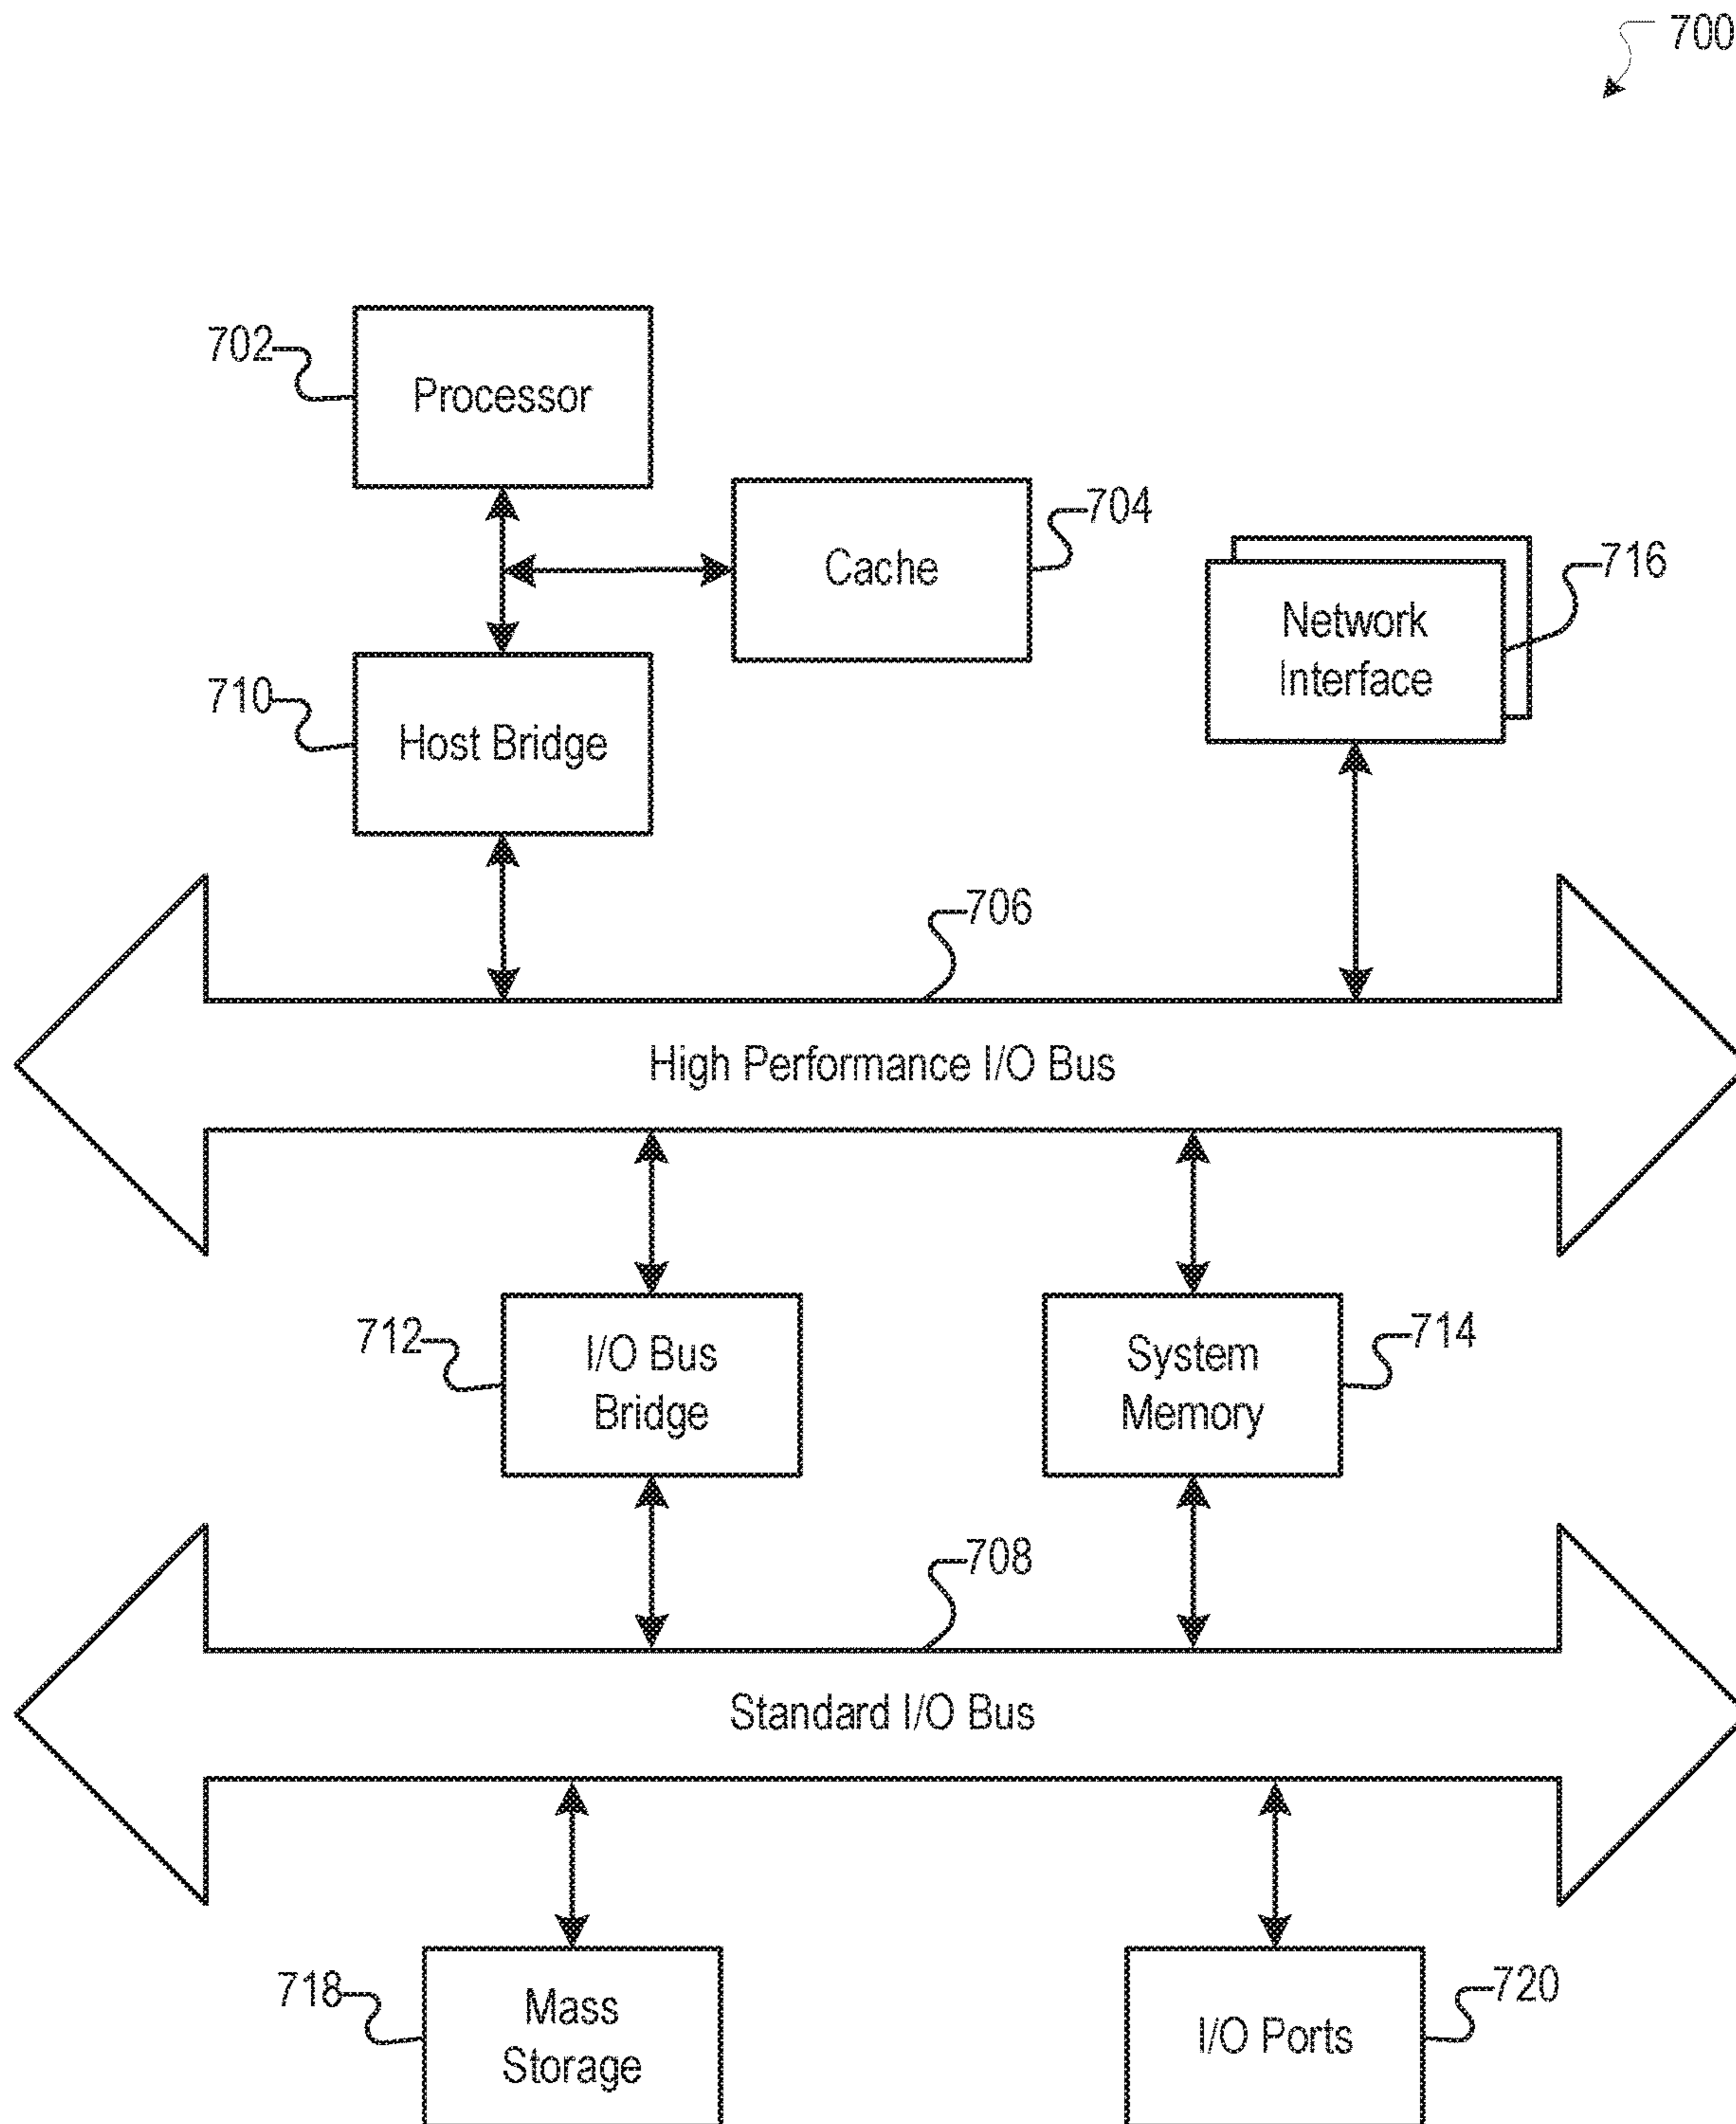 700
702
Processor
704
Cache
716
Network
Interface
710
Host Bridge
706
High Performance I/O Bus
712
I/O Bus
Bridge
System
Memory
714
708
Standard I/O Bus
718
Mass
Storage
I/O Ports
720